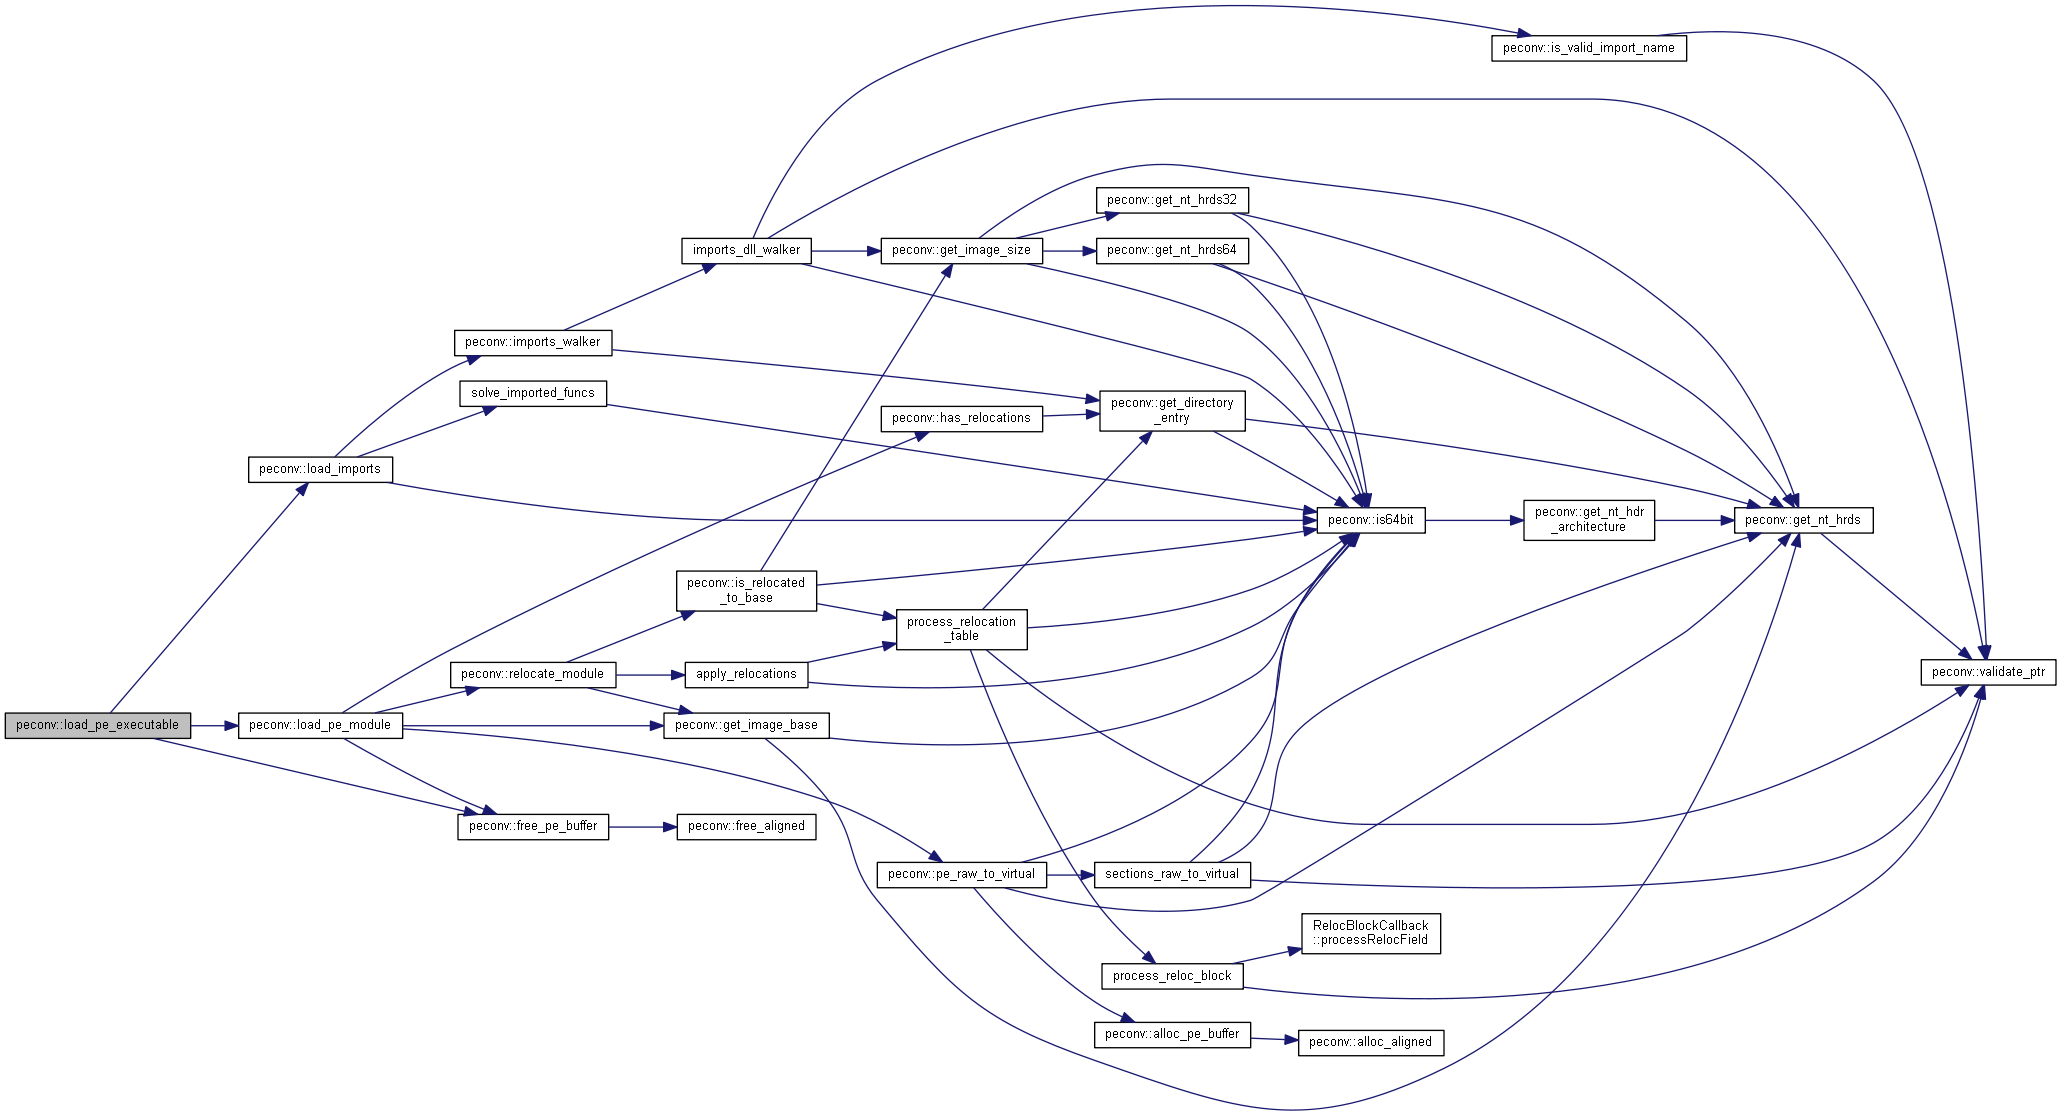 peconv::is_valid_import_name
peconv::get_nt_hrds32
imports_dll_walker
peconv::get_image_size
peconv::get_nt_hrds64
peconv::imports_walker
solve_imported_funcs
peconv::get_directory
_entry
peconv::has_relocations
peconv::load_imports
peconv::is64bit
peconv::get_nt_hdr
_architecture
peconv::get_nt_hrds
peconv::is_relocated
_to_base
process_relocation
_table
peconv::relocate_module
apply_relocations
peconv::validate_ptr
peconv::load_pe_executable
peconv::load_pe_module
peconv::get_image_base
peconv::free_pe_buffer
peconv::free_aligned
peconv::pe_raw_to_virtual
sections_raw_to_virtual
RelocBlockCallback
::processRelocField
process_reloc_block
peconv::alloc_pe_buffer
peconv::alloc_aligned